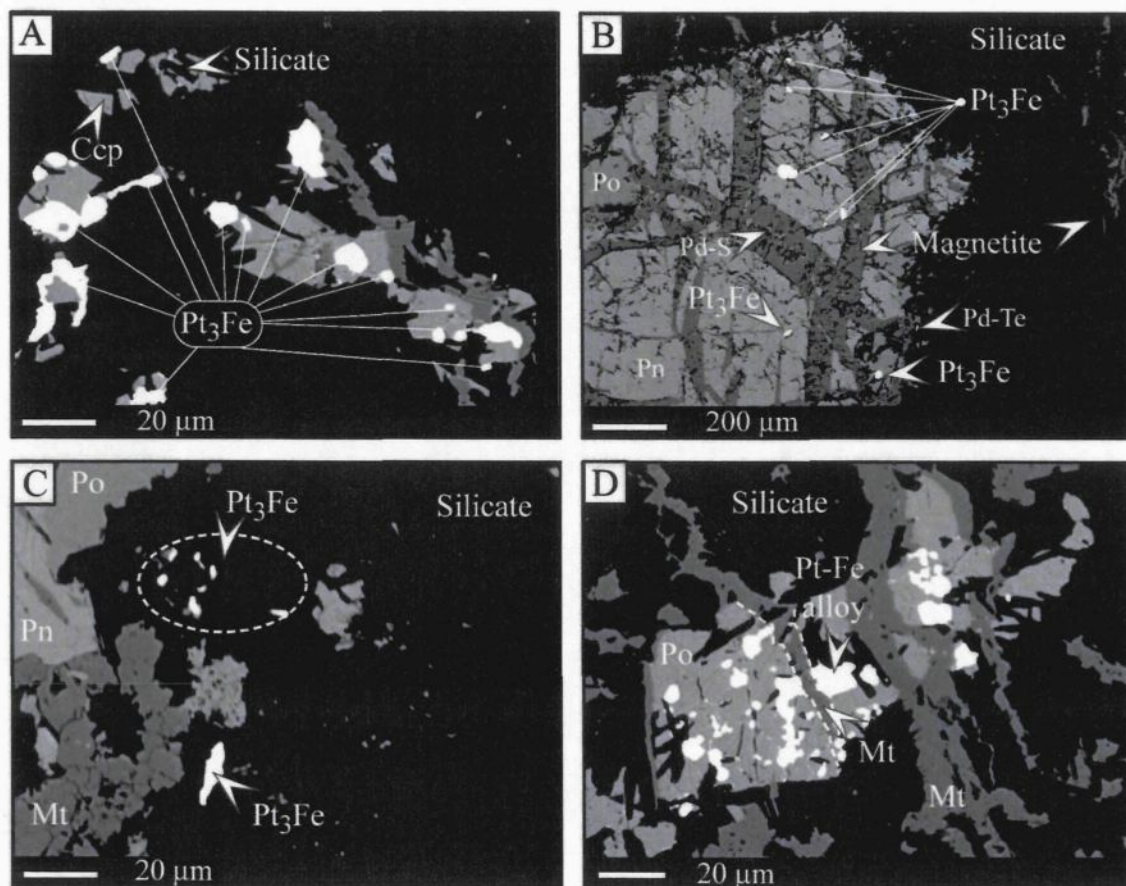 A
Silicate
Ccp
Pt₃Fe
20 µm
B
Silicate
Pt₃Fe
Po
Pd-S
Magnetite
Pt₃Fe
Pd-Te
Pn
Pt₃Fe
200 µm
C
Po
Pt₃Fe
Silicate
Pn
Mt
Pt₃Fe
20 µm
D
Silicate
Pt-Fe
alloy
Po
Mt
Mt
20 µm